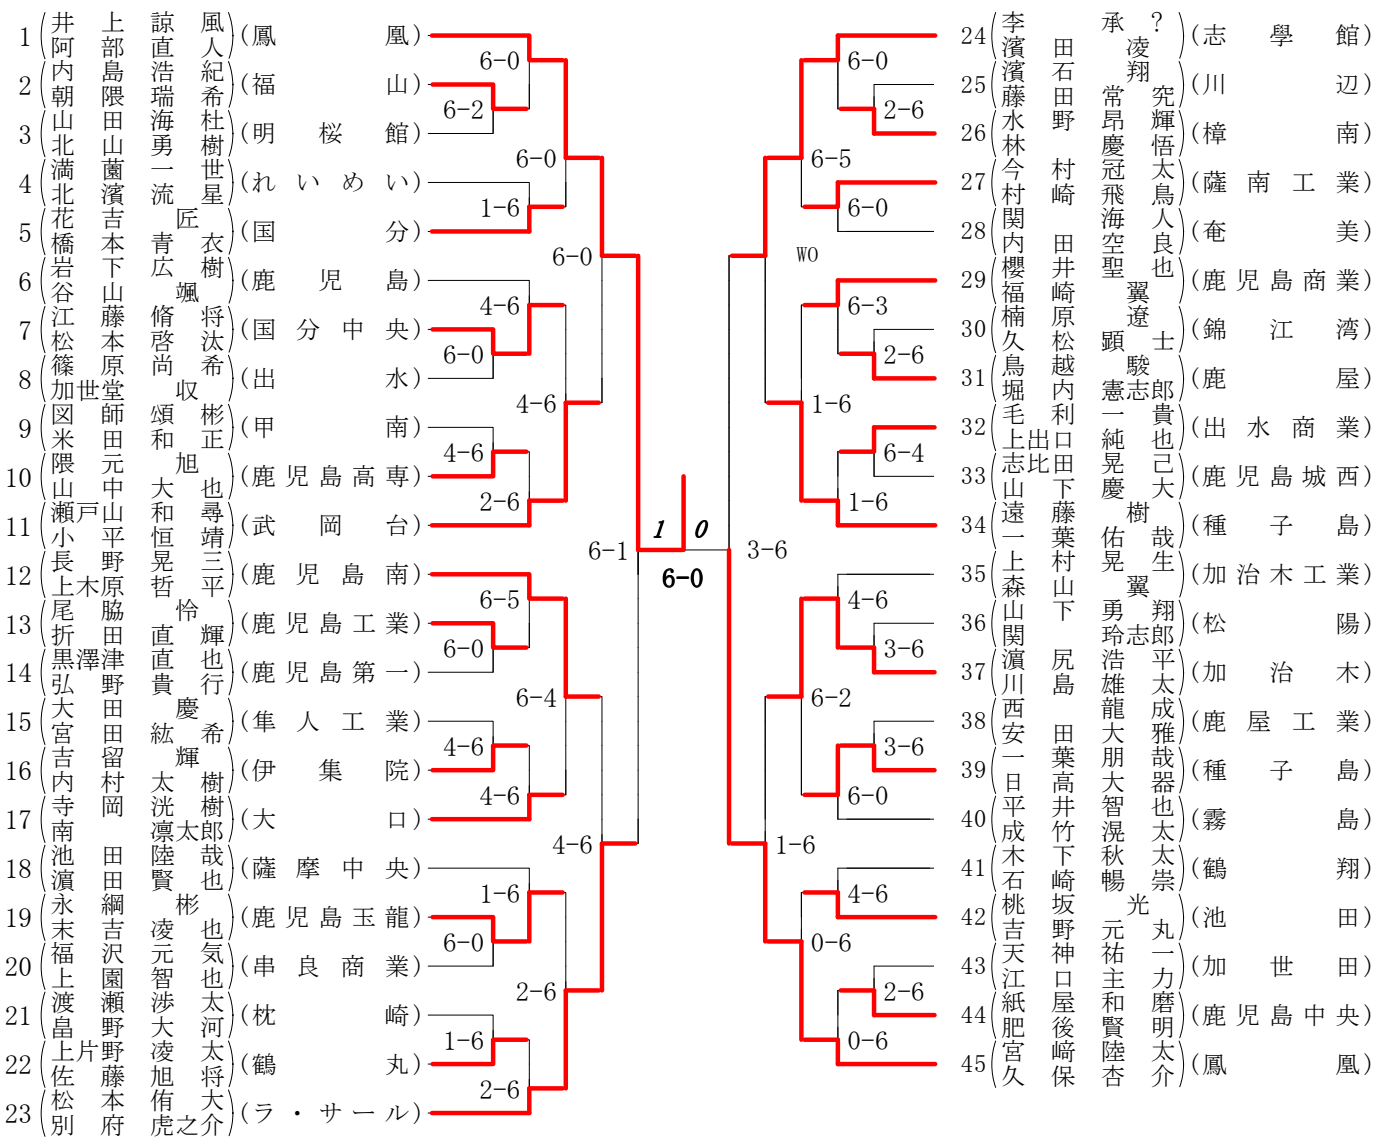 1 井上諒風 阿部直人 (鳳凰)
2 内島浩紀 朝隈瑞希 (福山)
3 山田海杜 北山勇樹 (明桜館)
4 満薗一世 北濱流星 (れいめい)
5 花吉匠 橋本青衣 (国分)
6 岩下広樹 谷山颯 (鹿児島)
7 江藤脩将 松本啓汰 (国分中央)
8 篠原尚希 加世堂収 (出水)
9 図師頌彬 米田和正 (甲南)
10 隈元旭 山中大也 (鹿児島高専)
11 瀬戸山和尋 小平恒靖 (武岡台)
12 長野晃三 上木原哲平 (鹿児島南)
13 尾脇怜 折田直輝 (鹿児島工業)
14 黒澤津直也 弘野貴行 (鹿児島第一)
15 大田慶 宮田紘希 (隼人工業)
16 吉留輝 内村太樹 (伊集院)
17 寺岡洸樹 南凛太郎 (大口)
18 池田陸哉 濵田賢也 (薩摩中央)
19 永綱彬 末吉凌也 (鹿児島玉龍)
20 福沢元気 上園智也 (串良商業)
21 渡瀬渉太 畠野大河 (枕崎)
22 上片野凌太 佐藤旭将 (鶴丸)
23 松本侑大 別府虎之介 (ラ・サール)
6-0
6-2
6-0
1-6
6-0
4-6
6-0
4-6
4-6
2-6
6-1
6-5
6-0
6-4
4-6
4-6
4-6
1-6
6-0
2-6
1-6
2-6
1 0
6-0
24 李承? 濱田凌 (志學館)
25 濱石翔 藤田常究 (川辺)
26 水野昂輝 林慶悟 (樟南)
27 今村冠太 村崎飛鳥 (薩南工業)
28 関海人 内田空良 (奄美)
29 櫻井聖也 福崎翼 (鹿児島商業)
30 楠原遼 久松顕士 (錦江湾)
31 鳥越駿 堀内憲志郎 (鹿屋)
32 毛利一貴 上出口純也 (出水商業)
33 志比田晃己 山下慶大 (鹿児島城西)
34 遠藤樹 一葉佑哉 (種子島)
35 上村晃生 森山翼 (加治木工業)
36 山下勇翔 関玲志郎 (松陽)
37 濵尻浩平 川島雄太 (加治木)
38 西龍成 安田大雅 (鹿屋工業)
39 一葉朋哉 日高大器 (種子島)
40 平井智也 成竹滉太 (霧島)
41 木下秋太 石崎暢崇 (鶴翔)
42 桃坂光 吉野元丸 (池田)
43 天神祐一 江口主力 (加世田)
44 紙屋和磨 肥後賢明 (鹿児島中央)
45 宮﨑陸太 久保杏介 (鳳凰)
6-0
2-6
6-5
6-0
WO
6-3
2-6
1-6
6-4
1-6
3-6
4-6
3-6
6-2
3-6
6-0
1-6
4-6
0-6
2-6
0-6